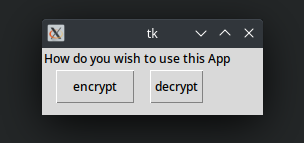 tk
How do you wish to use this App
encrypt decrypt